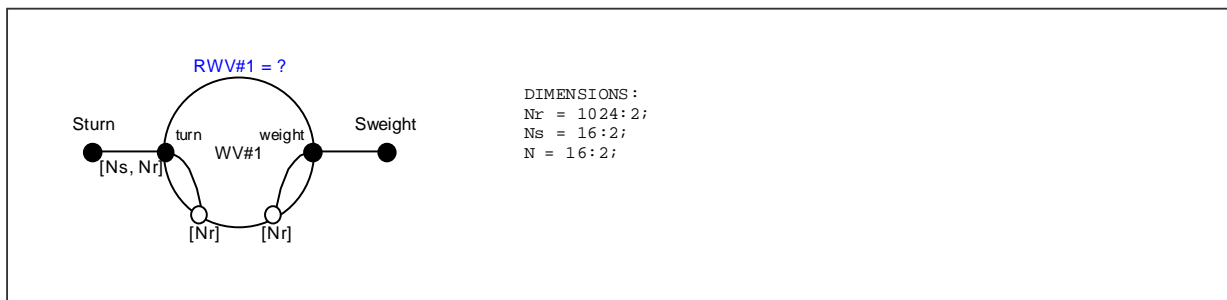 RWV#1 = ?
Sturn
turn
weight
Sweight
WV#1
[Ns, Nr]
[Nr]
[Nr]
DIMENSIONS:
Nr = 1024:2;
Ns = 16:2;
N = 16:2;